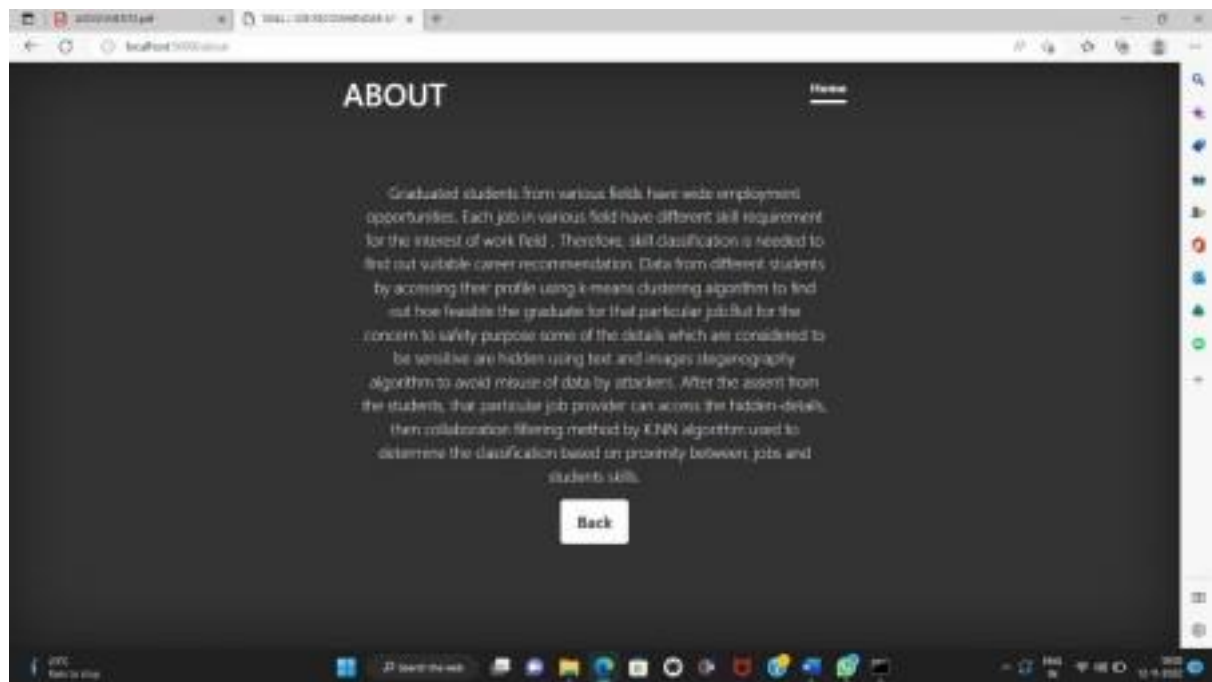 localhost
ABOUT
Home
Graduated students from various fields have wide employment
opportunities. Each job in various field have different skill requirement
for the interest of work field . Therefore, skill classification is needed to
find out suitable career recommendation. Data from different students
by accessing their profile using k-means clustering algorithm to find
out hoe feasible the graduate for that particular job.But for the
concern to safety purpose some of the details which are considered to
be sensitive are hidden using text and images steganography
algorithm to avoid misuse of data by attackers. After the assent from
the students, that particular job provider can access the hidden-details,
then collaboration filtering method by K.NN algorithm used to
determine the classification based on proximity between, jobs and
students skills.
Back
Search the web